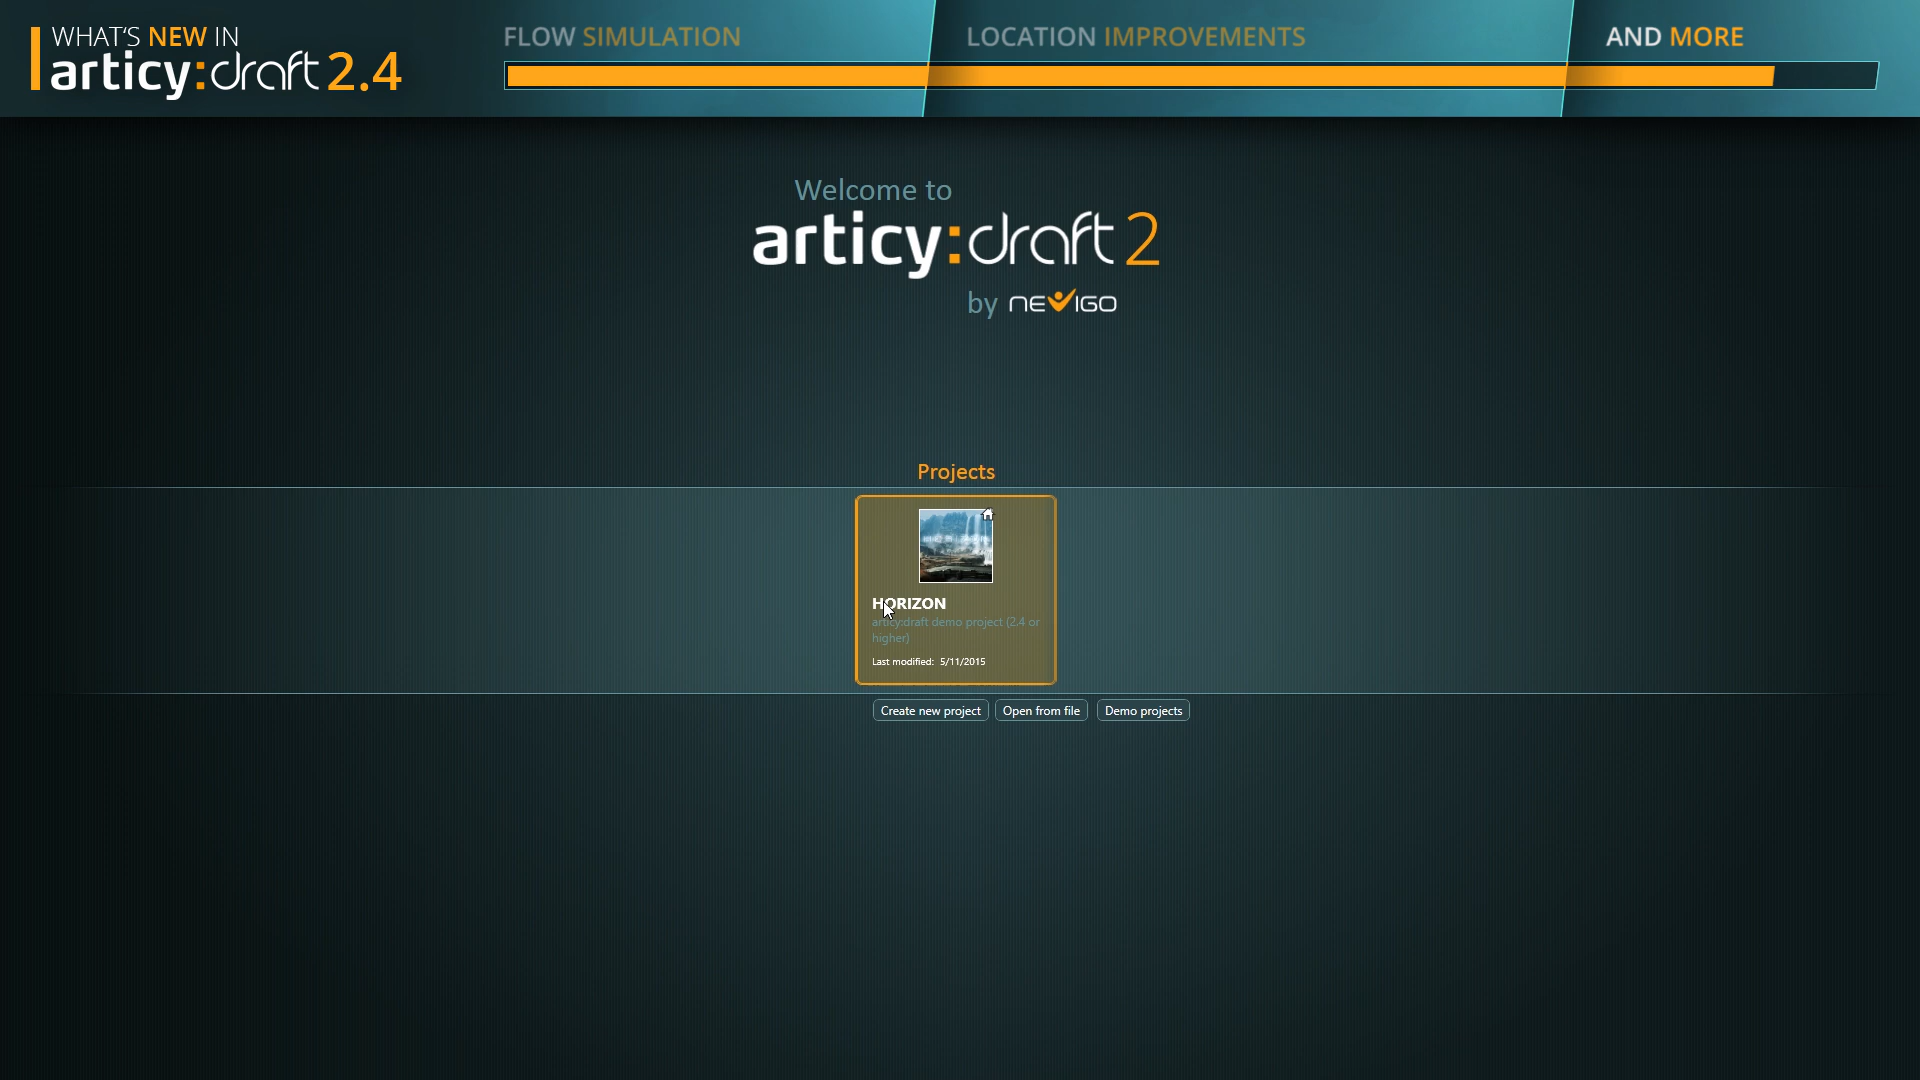 WHAT'S NEW IN
articy:draft 2.4
FLOW SIMULATION
LOCATION IMPROVEMENTS
AND MORE
Welcome to
articy:draft 2
by NEVIGO
Projects
HORIZON
articy:draft demo project (2.4 or
higher)
Last modified: 5/11/2015
Create new project
Open from file
Demo projects